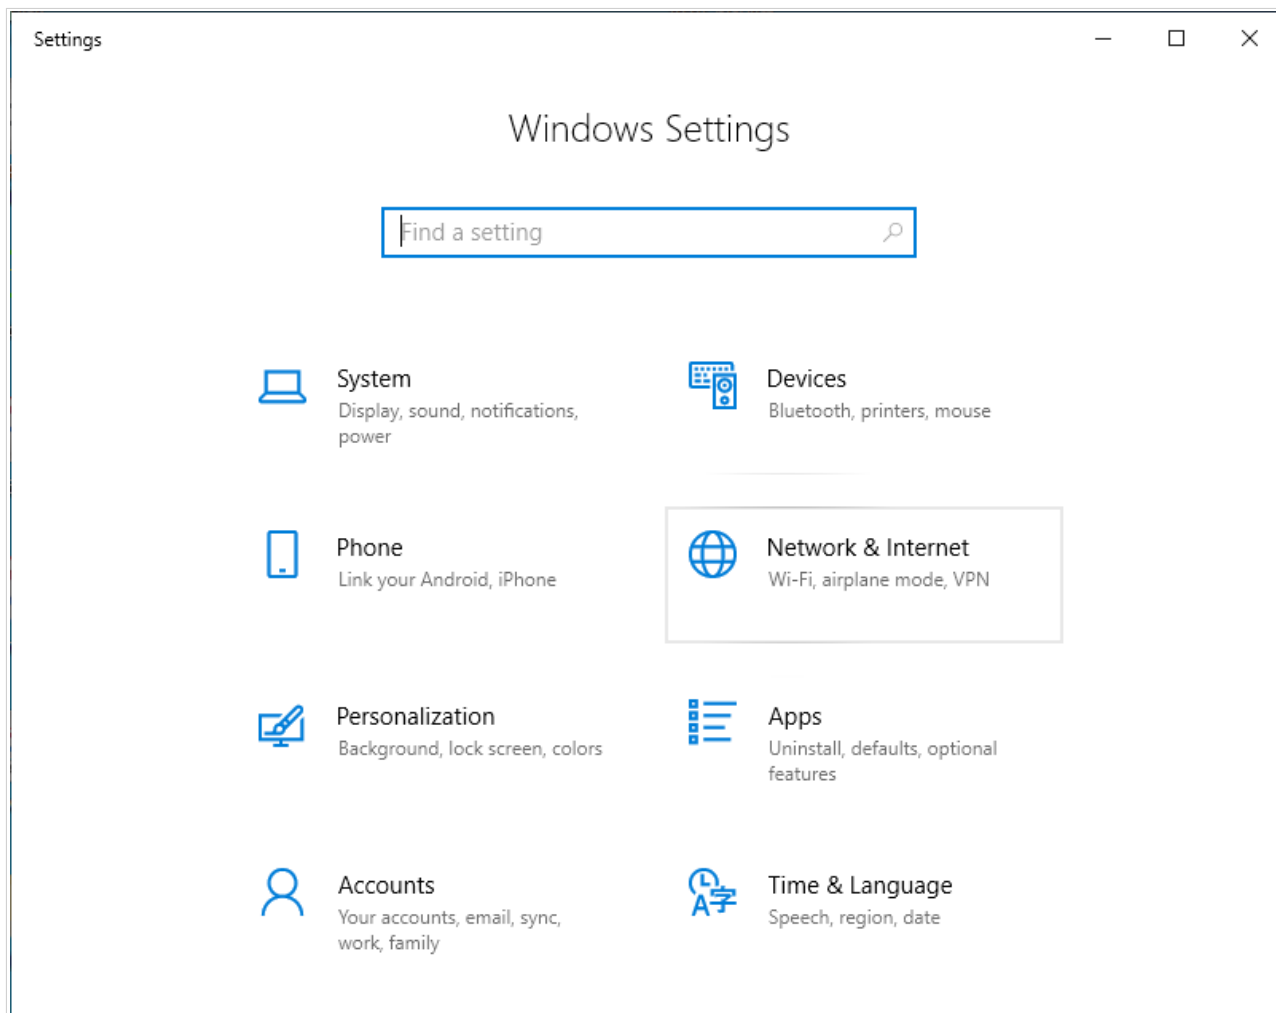 Settings
Windows Settings
Find a setting
System
Display, sound, notifications,
power
Devices
Bluetooth, printers, mouse
Phone
Link your Android, iPhone
Network & Internet
Wi-Fi, airplane mode, VPN
Personalization
Background, lock screen, colors
Apps
Uninstall, defaults, optional
features
Accounts
Your accounts, email, sync,
work, family
Time & Language
Speech, region, date